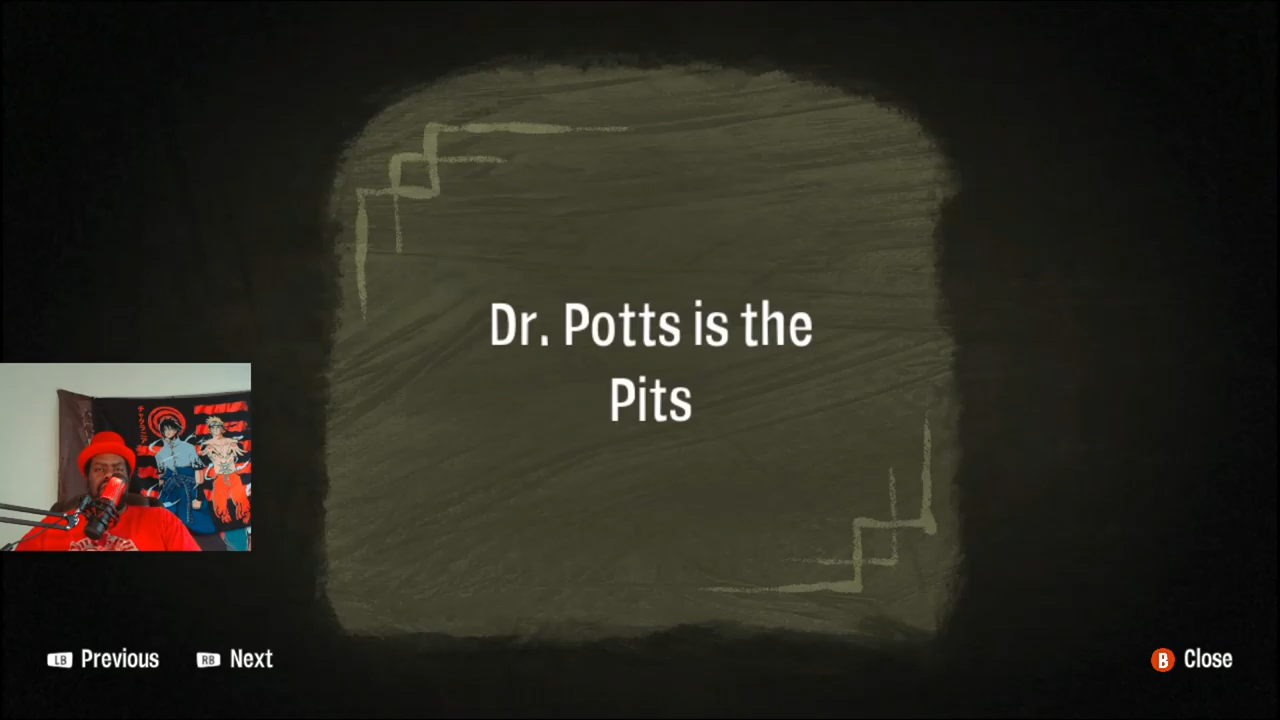 Dr. Potts is the
Pits
LB Previous
RB Next
B Close